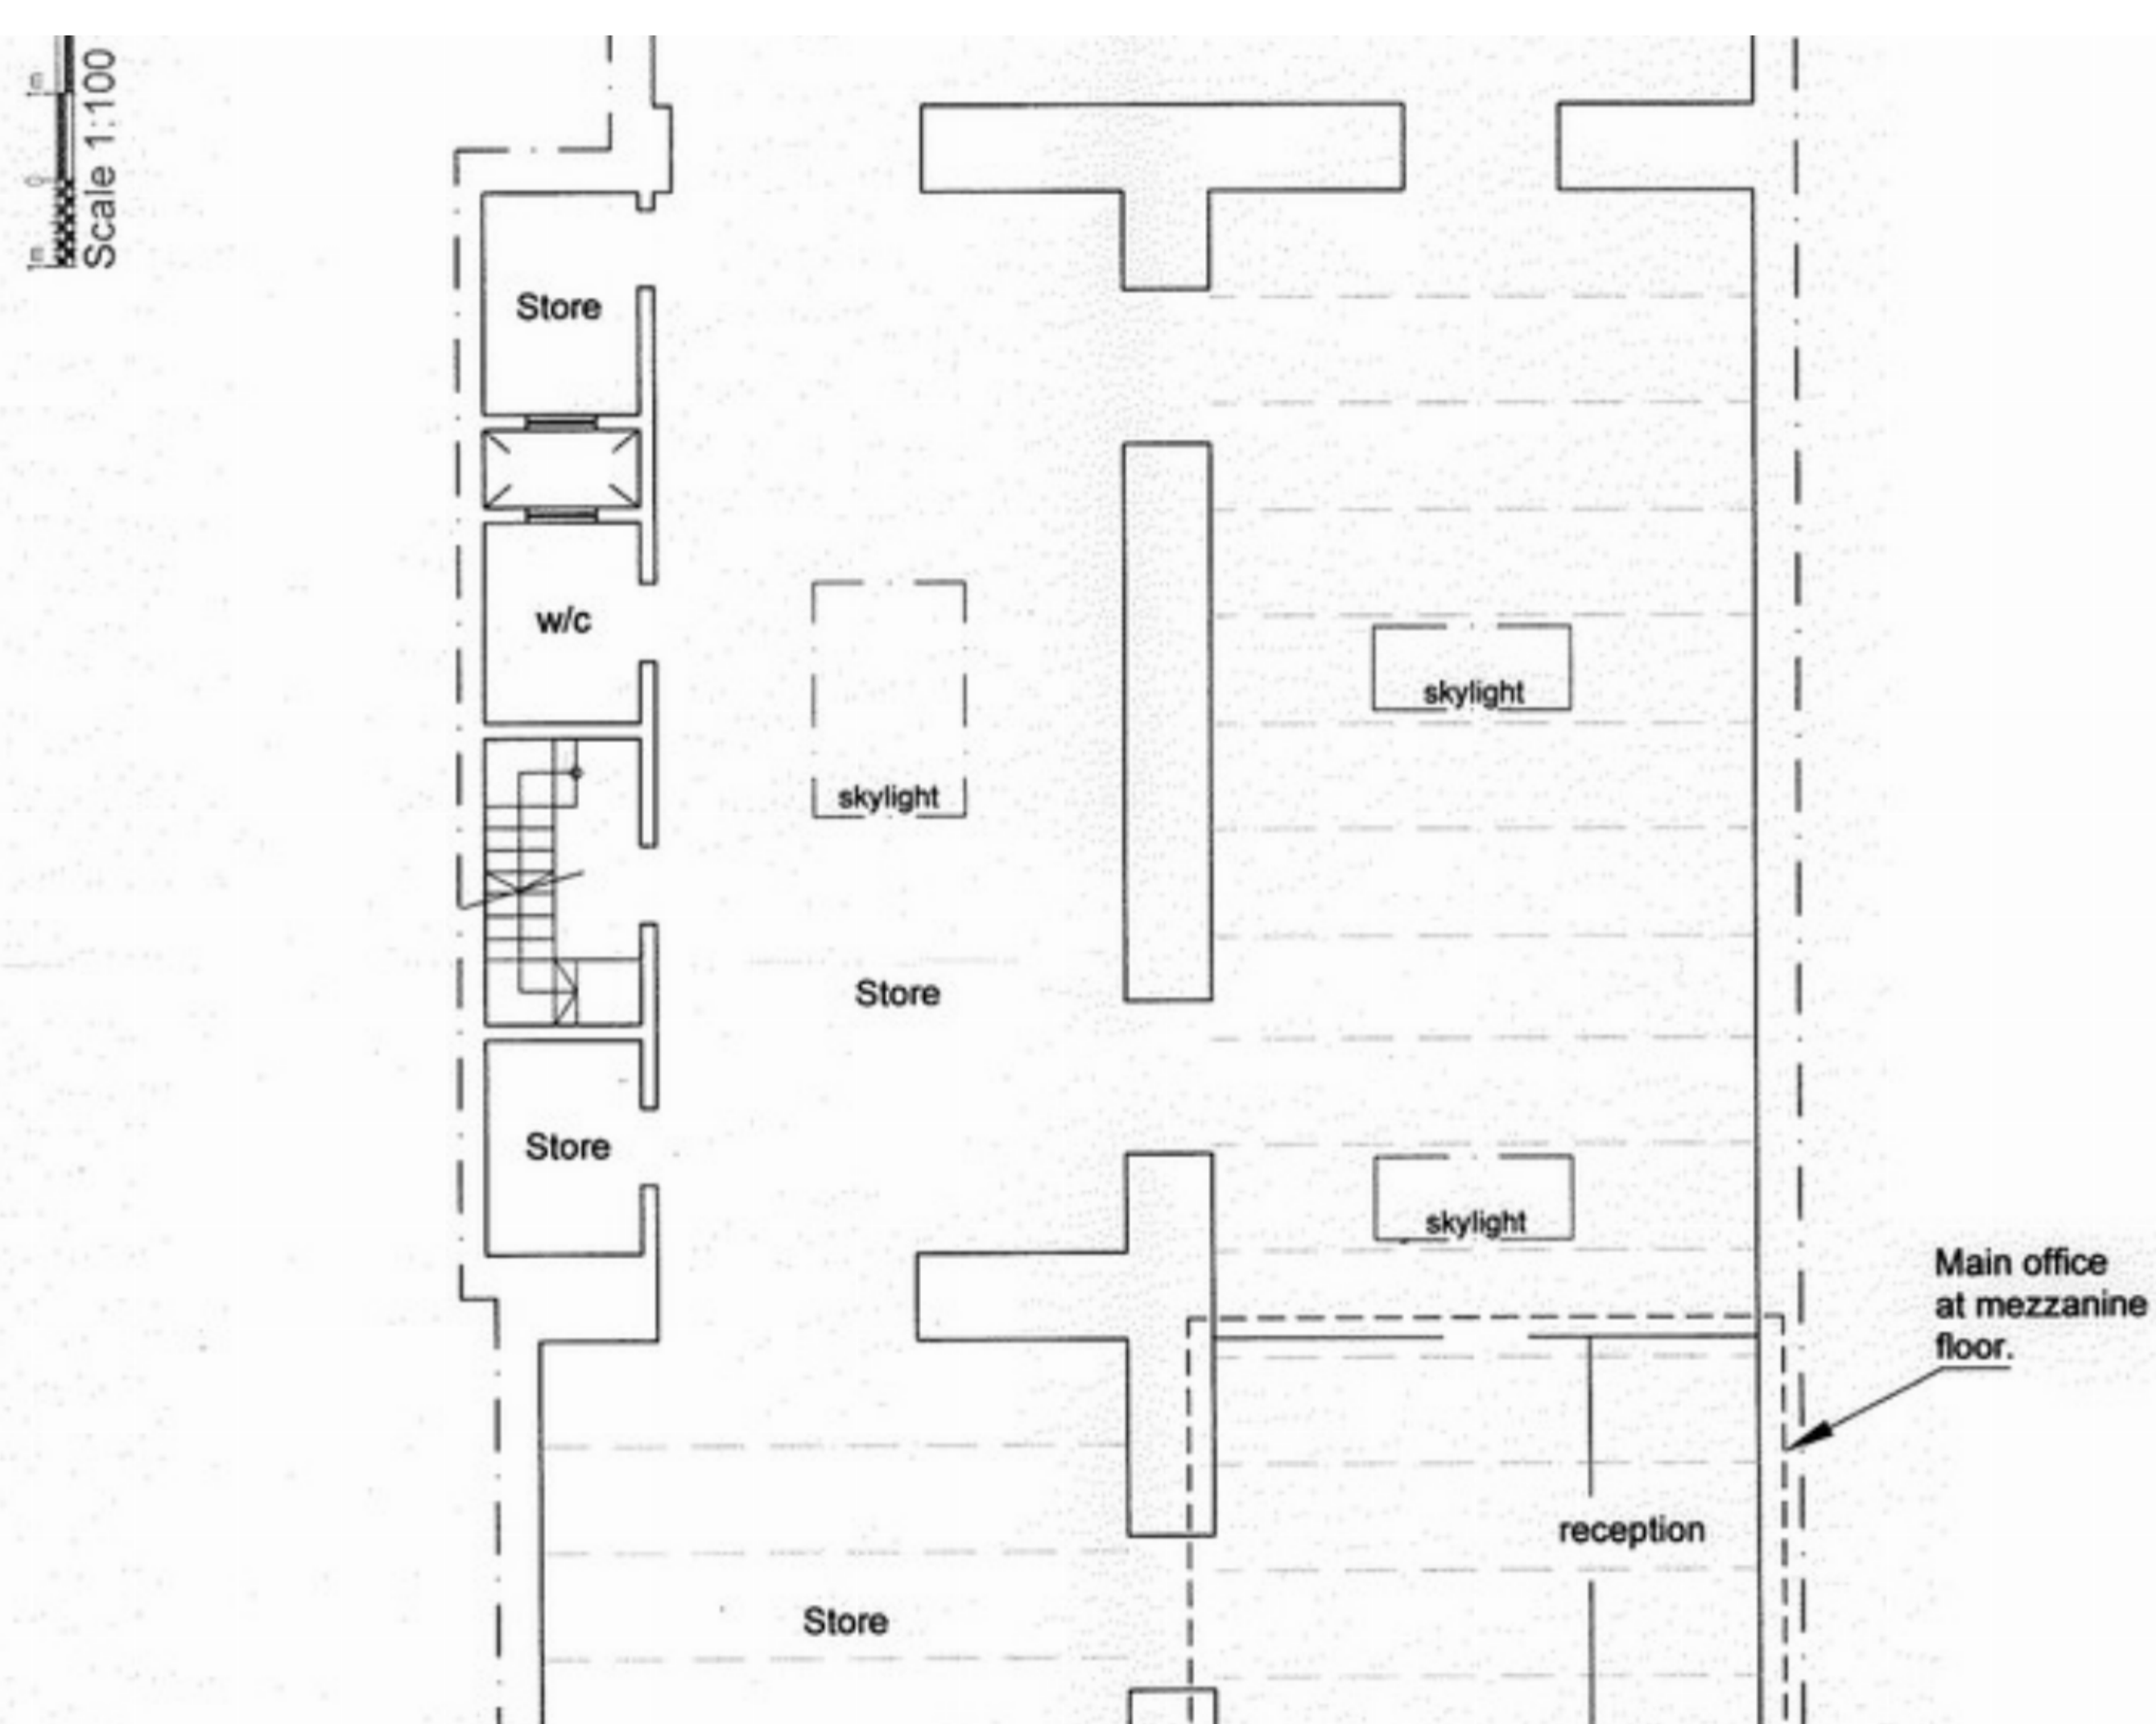 1m
0
1m
Scale 1:100
Store
w/c
skylight
skylight
Store
Store
skylight
Main office
at mezzanine
floor.
reception
Store